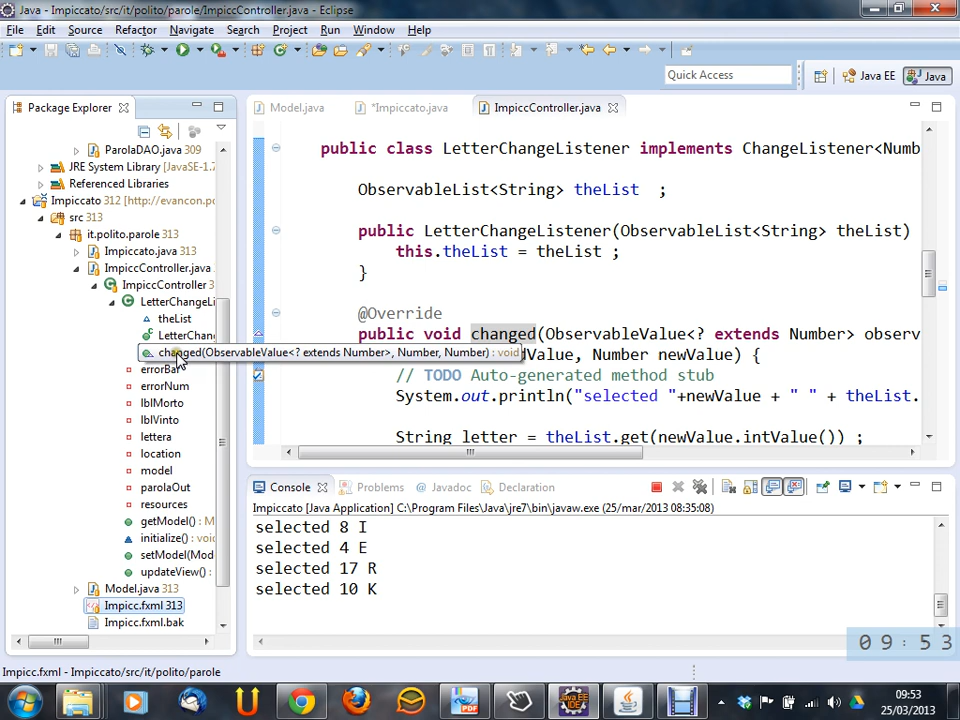 Java - Impiccato/src/it/polito/parole/ImpiccController.java - Eclipse
File Edit Source Refactor Navigate Search Project Run Window Help
Quick Access
Java EE
Java
Package Explorer
Model.java
*Impiccato.java
ImpiccController.java
ParolaDAO.java 309
JRE System Library [JavaSE-1.7
Referenced Libraries
Impiccato 312 [http://evancon.po
src 313
it.polito.parole 313
Impiccato.java 313
ImpiccController.java
ImpiccController 3
LetterChangeLi
theList
LetterChan
changed(ObservableValue<? extends Number>, Number, Number) : void
errorBar
errorNum
lblMorto
lblVinto
lettera
location
model
parolaOut
resources
getModel() : M
initialize() : voi
setModel(Mod
updateView() :
Model.java 313
Impicc.fxml 313
Impicc.fxml.bak
public class LetterChangeListener implements ChangeListener<Numb
ObservableList<String> theList ;
public LetterChangeListener(ObservableList<String> theList)
this.theList = theList ;
}
@Override
public void changed(ObservableValue<? extends Number> observ
dValue, Number newValue) {
// TODO Auto-generated method stub
System.out.println("selected "+newValue + " " + theList.
String letter = theList.get(newValue.intValue()) ;
Console
Problems
Javadoc
Declaration
Impiccato [Java Application] C:\Program Files\Java\jre7\bin\javaw.exe (25/mar/2013 08:35:08)
selected 8 I
selected 4 E
selected 17 R
selected 10 K
09:53
Impicc.fxml - Impiccato/src/it/polito/parole
09:53
25/03/2013